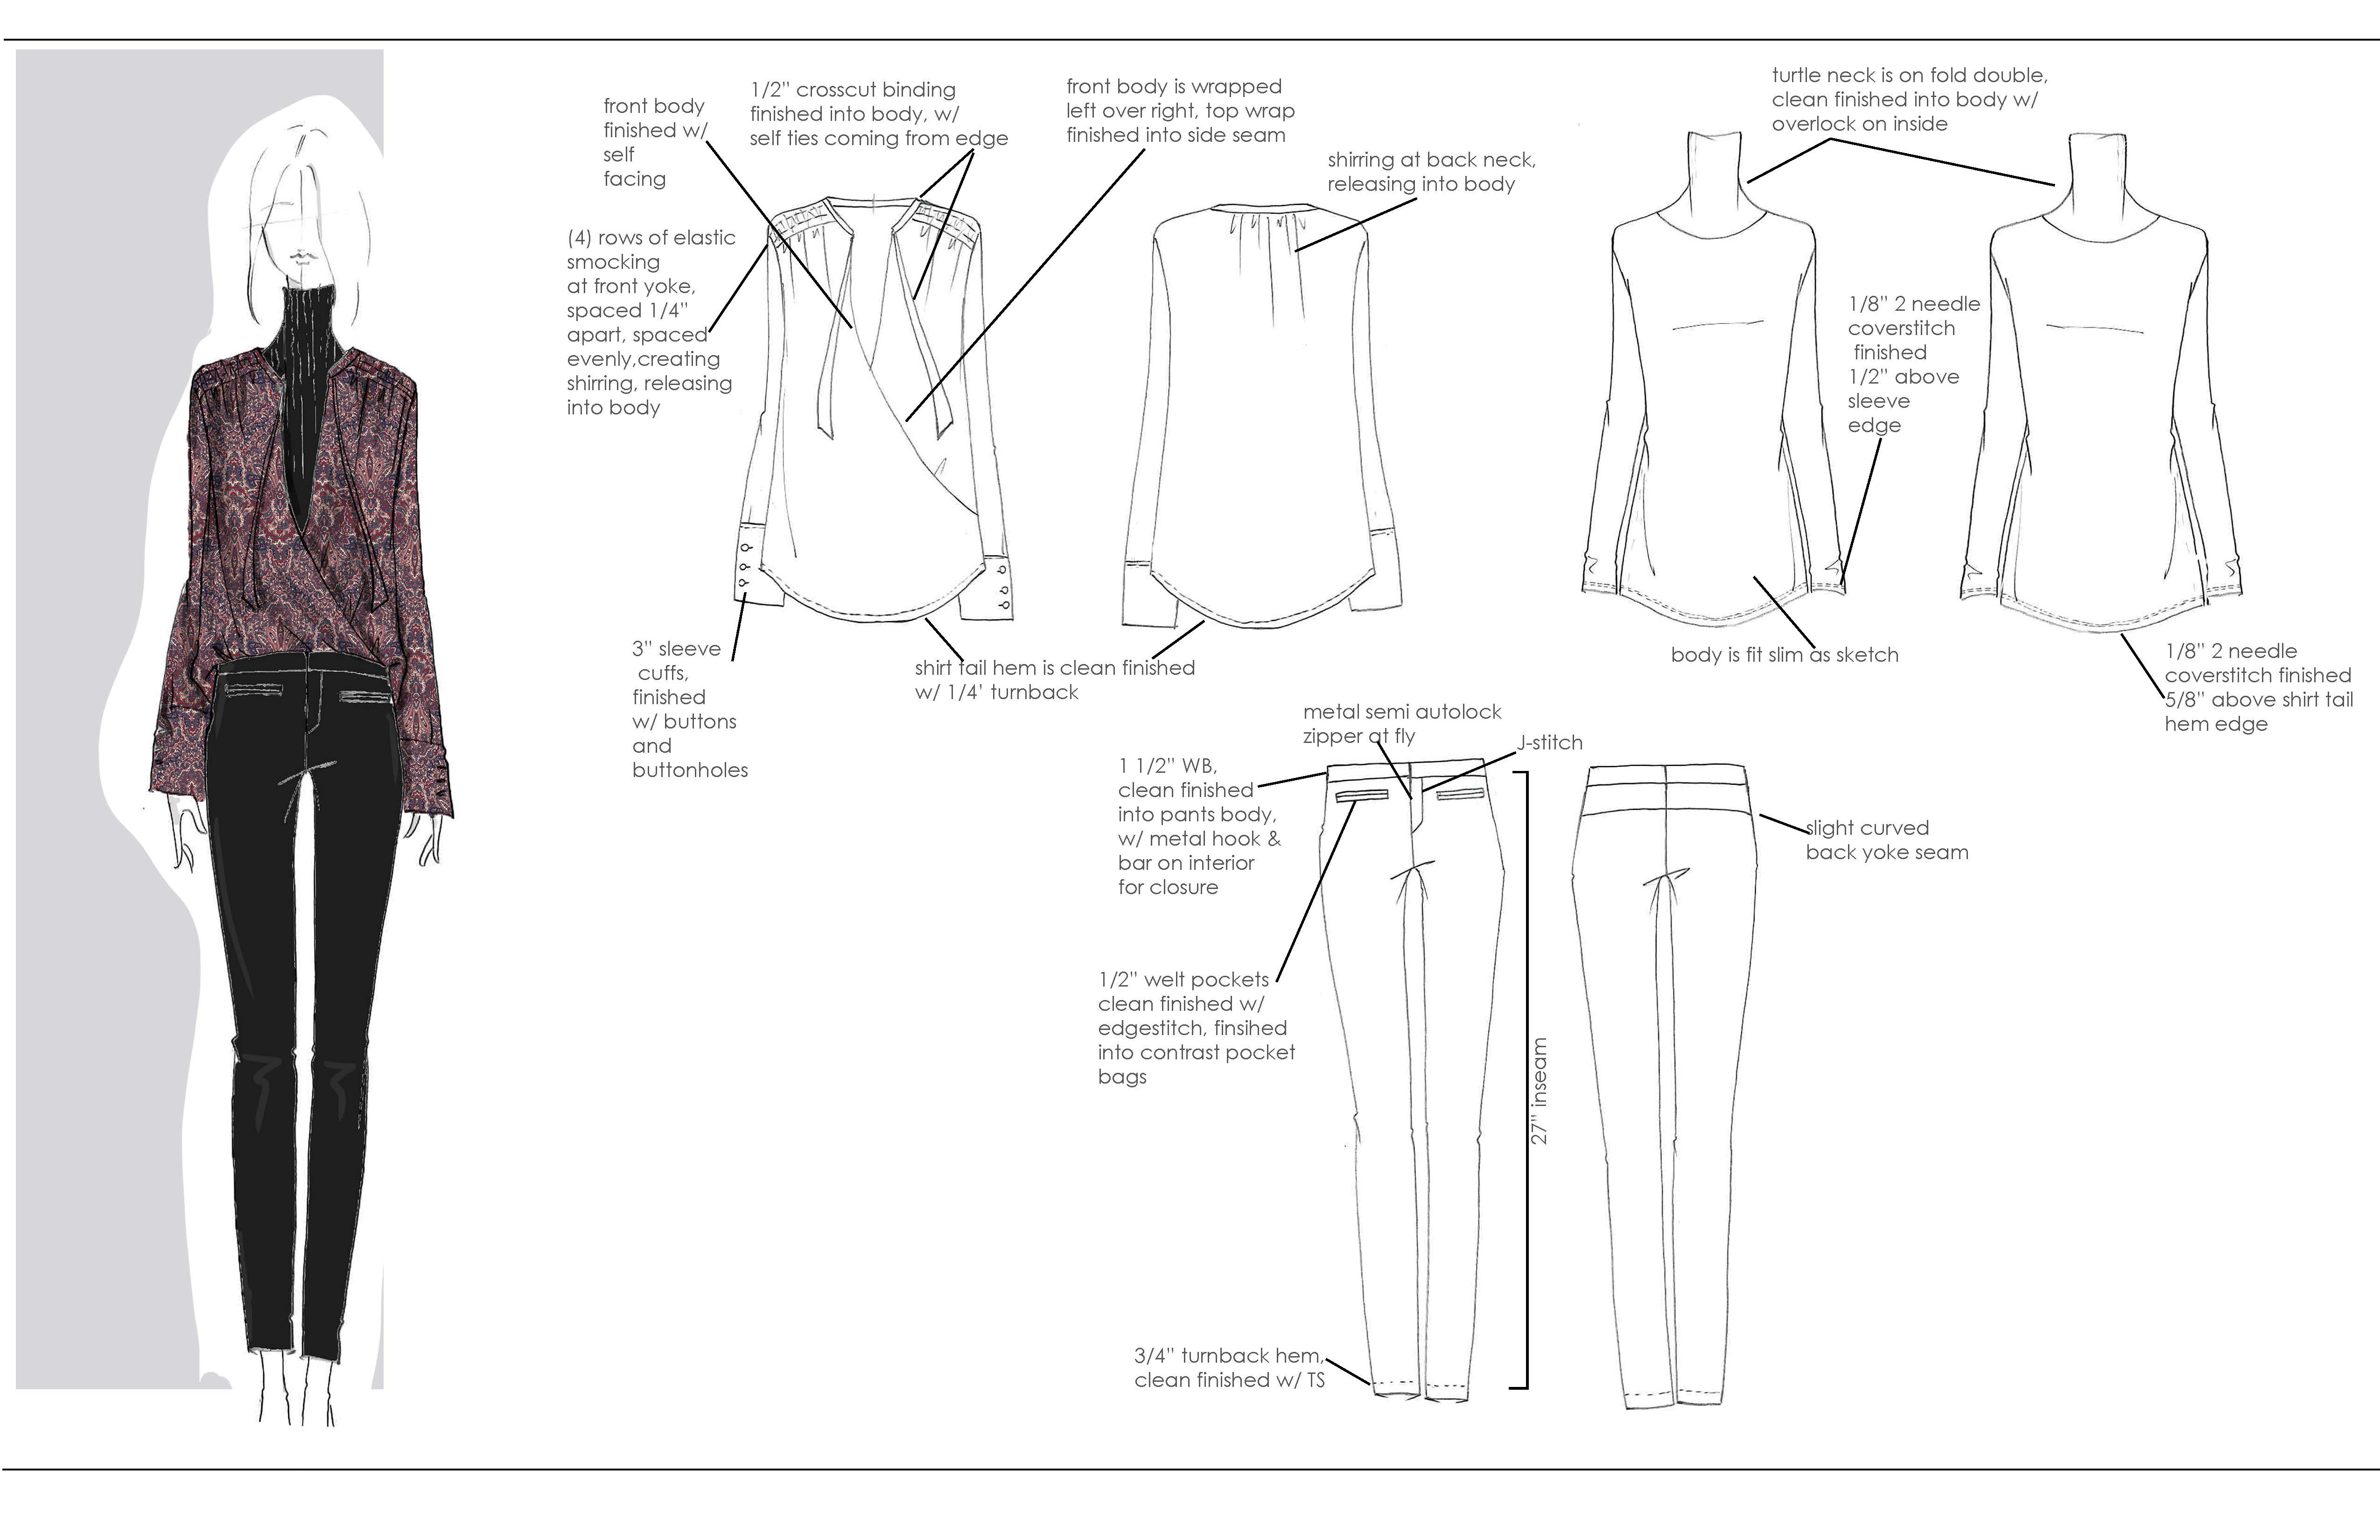 front body
finished w/
self
facing
1/2" crosscut binding
finished into body, w/
self ties coming from edge
front body is wrapped
left over right, top wrap
finished into side seam
shirring at back neck,
releasing into body
turtle neck is on fold double,
clean finished into body w/
overlock on inside
(4) rows of elastic
smocking
at front yoke,
spaced 1/4"
apart, spaced
evenly,creating
shirring, releasing
into body
1/8" 2 needle
coverstitch
finished
1/2" above
sleeve
edge
3" sleeve
cuffs,
finished
w/ buttons
and
buttonholes
shirt tail hem is clean finished
w/ 1/4' turnback
body is fit slim as sketch
1/8" 2 needle
coverstitch finished
5/8" above shirt tail
hem edge
metal semi autolock
zipper at fly
J-stitch
1 1/2" WB,
clean finished
into pants body,
w/ metal hook &
bar on interior
for closure
slight curved
back yoke seam
1/2" welt pockets
clean finished w/
edgestitch, finsihed
into contrast pocket
bags
27" inseam
3/4" turnback hem,
clean finished w/ TS